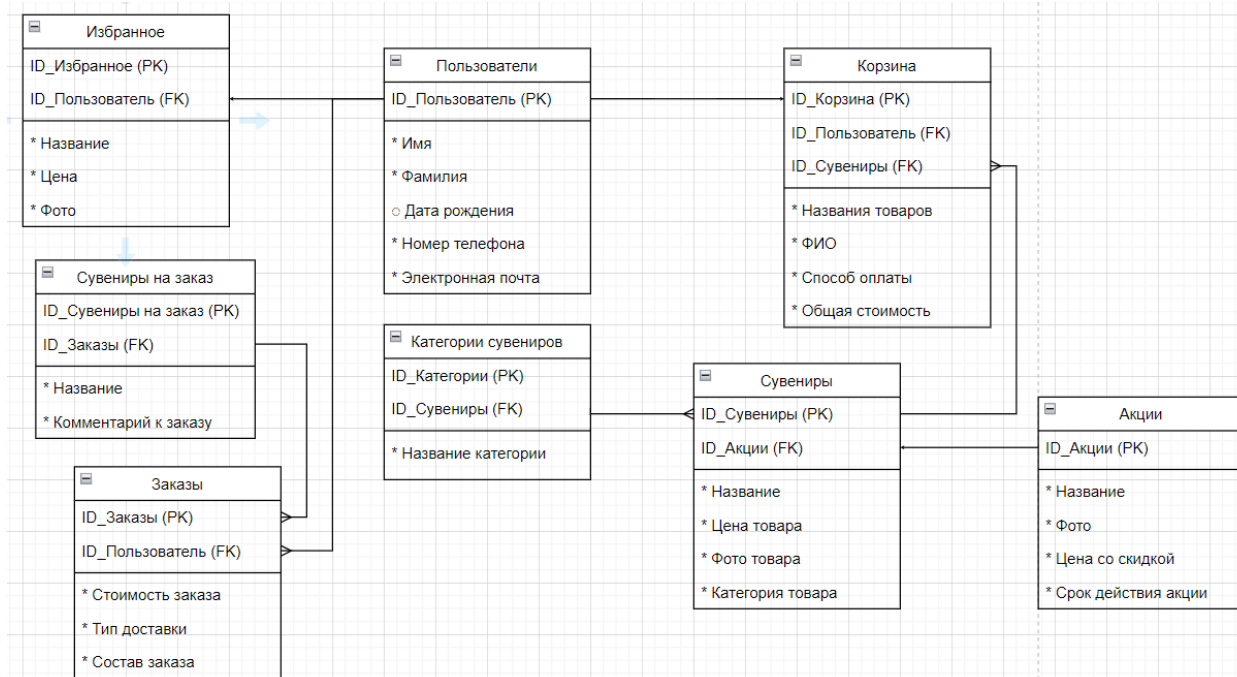 Избранное
ID_Избранное (PK)
ID_Пользователь (FK)
* Название
* Цена
* Фото
Пользователи
ID_Пользователь (PK)
* Имя
* Фамилия
○ Дата рождения
* Номер телефона
* Электронная почта
Корзина
ID_Корзина (PK)
ID_Пользователь (FK)
ID_Сувениры (FK)
* Названия товаров
* ФИО
* Способ оплаты
* Общая стоимость
Сувениры на заказ
ID_Сувениры на заказ (PK)
ID_Заказы (FK)
* Название
* Комментарий к заказу
Категории сувениров
ID_Категории (PK)
ID_Сувениры (FK)
* Название категории
Сувениры
ID_Сувениры (PK)
ID_Акции (FK)
* Название
* Цена товара
* Фото товара
* Категория товара
Акции
ID_Акции (PK)
* Название
* Фото
* Цена со скидкой
* Срок действия акции
Заказы
ID_Заказы (PK)
ID_Пользователь (FK)
* Стоимость заказа
* Тип доставки
* Состав заказа